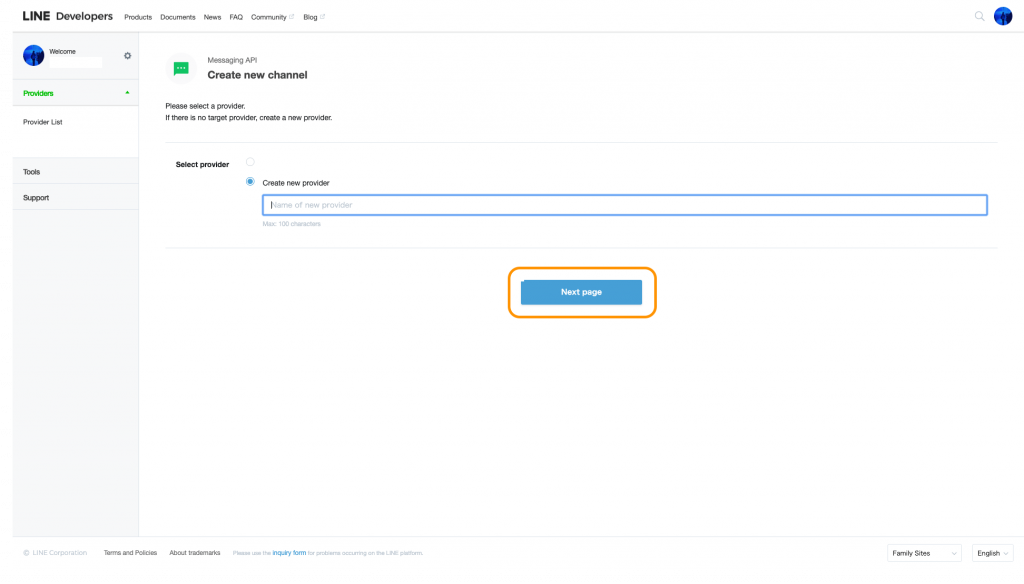 LINE Developers
Products Documents News FAQ Community Blog
Welcome
Providers
Provider List
Tools
Support
Messaging API
Create new channel
Please select a provider.
If there is no target provider, create a new provider.
Select provider
Create new provider
Name of new provider
Max: 100 characters
Next page
© LINE Corporation Terms and Policies About trademarks Please use the inquiry form for problems occurring on the LINE platform.
Family Sites English